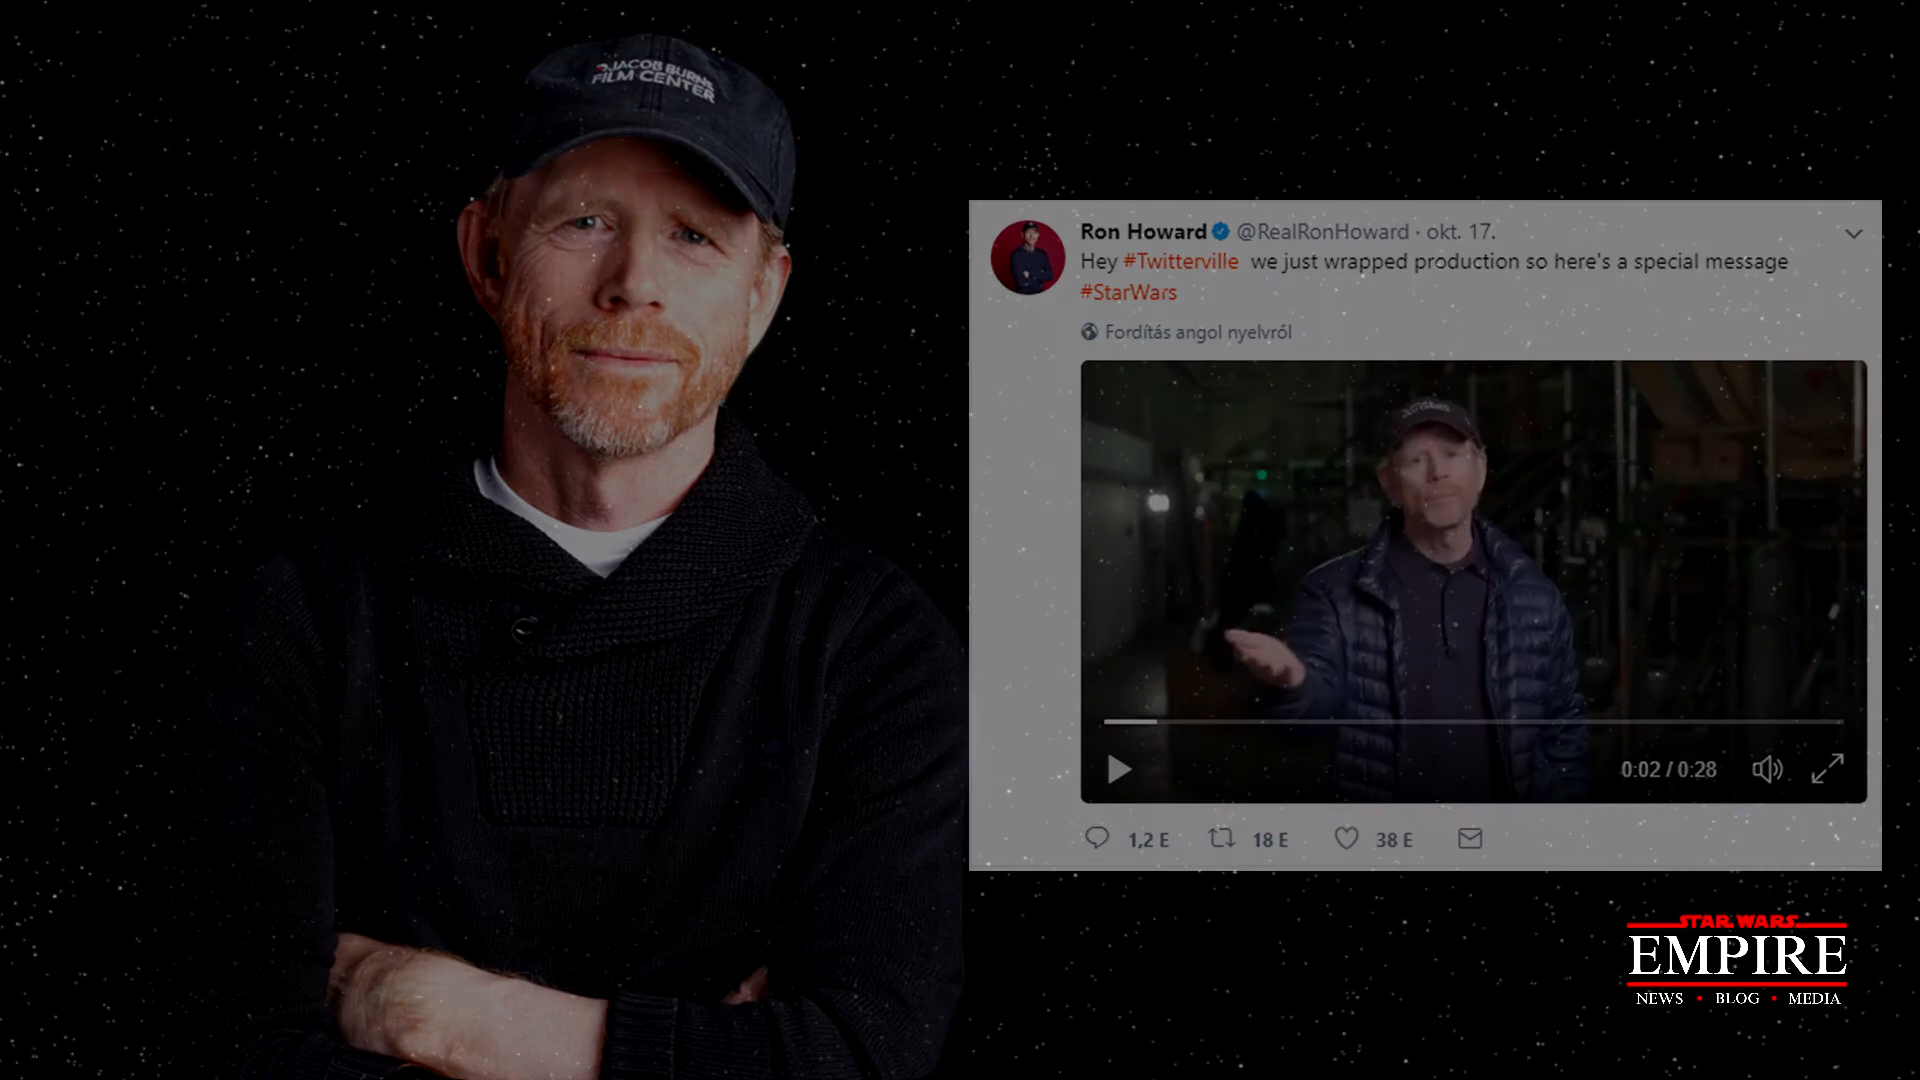 JACOB BURNS
FILM CENTER
Ron Howard @RealRonHoward · okt. 17.
Hey #Twitterville we just wrapped production so here's a special message
#StarWars
Fordítás angol nyelvről
0:02 / 0:28
1,2 E 18 E 38 E
STAR WARS
EMPIRE
NEWS • BLOG • MEDIA